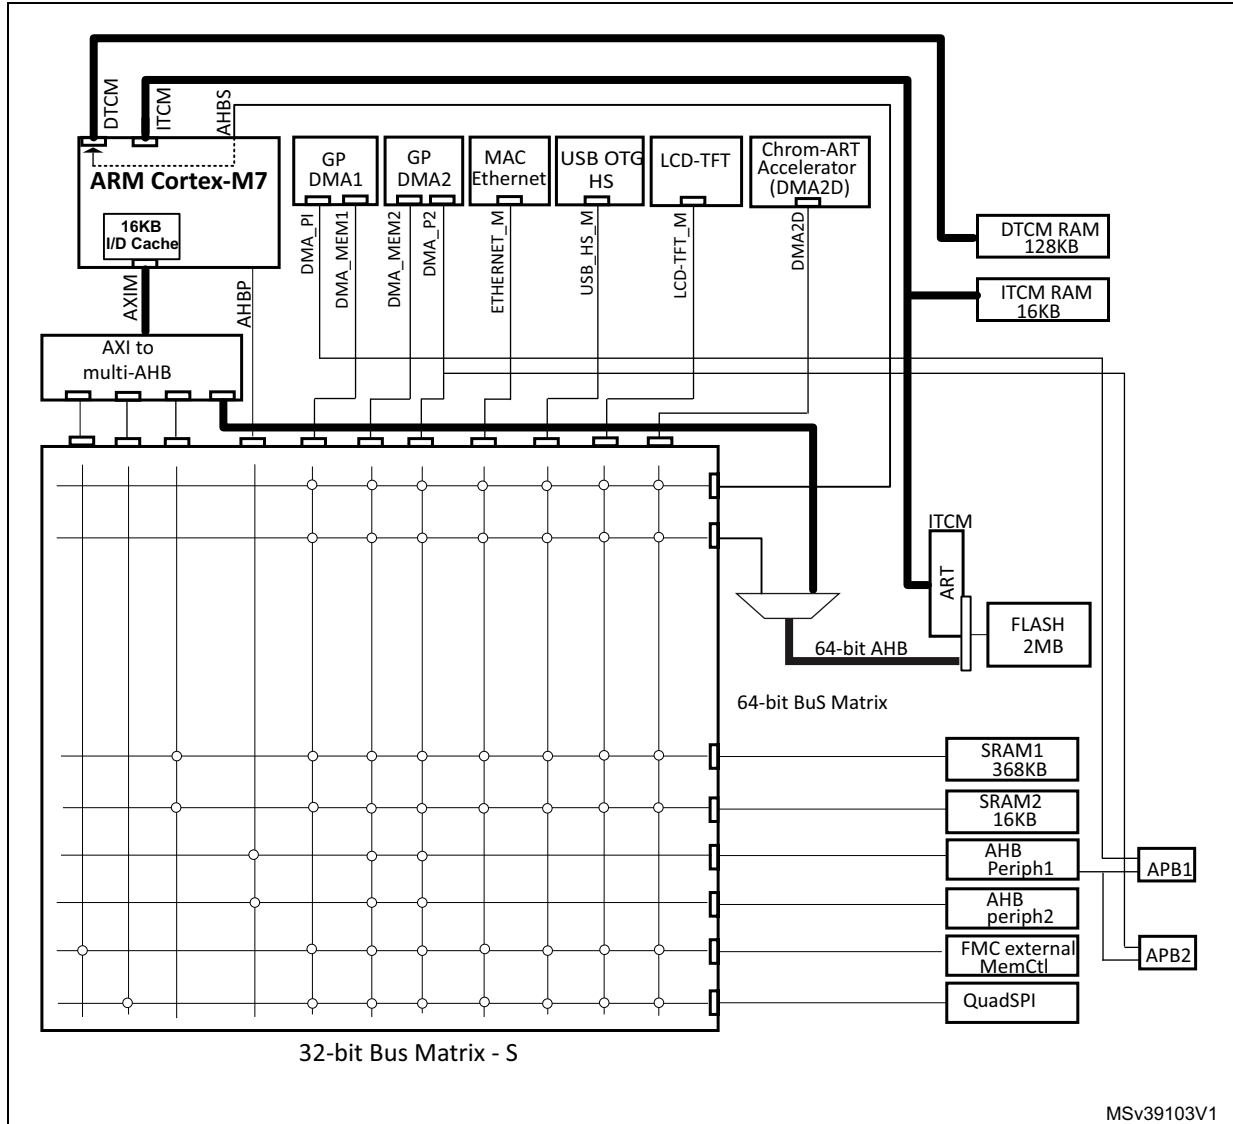 DTCM
ITCM
AHBS
ARM Cortex-M7
16KB
I/D Cache
AXIM
AHBP
GP
DMA1
GP
DMA2
MAC
Ethernet
USB OTG
HS
LCD-TFT
Chrom-ART
Accelerator
(DMA2D)
DMA_PI
DMA_MEM1
DMA_MEM2
DMA_P2
ETHERNET_M
USB_HS_M
LCD-TFT_M
DMA2D
DTCM RAM
128KB
ITCM RAM
16KB
AXI to
multi-AHB
ITCM
ART
FLASH
2MB
64-bit AHB
64-bit BuS Matrix
SRAM1
368KB
SRAM2
16KB
AHB
Periph1
APB1
AHB
periph2
FMC external
MemCtl
APB2
QuadSPI
32-bit Bus Matrix - S
MSv39103V1